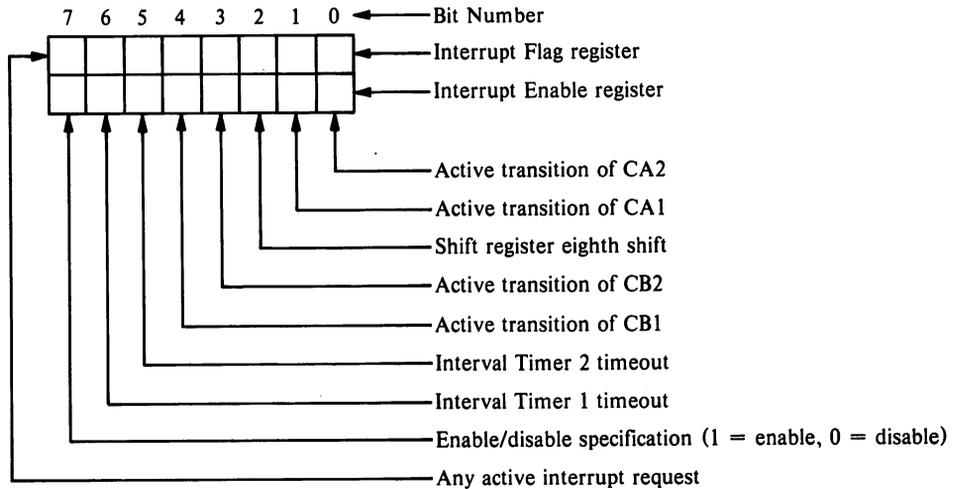 7 6 5 4 3 2 1 0 Bit Number
Interrupt Flag register
Interrupt Enable register
Active transition of CA2
Active transition of CA1
Shift register eighth shift
Active transition of CB2
Active transition of CB1
Interval Timer 2 timeout
Interval Timer 1 timeout
Enable/disable specification (1 = enable, 0 = disable)
Any active interrupt request